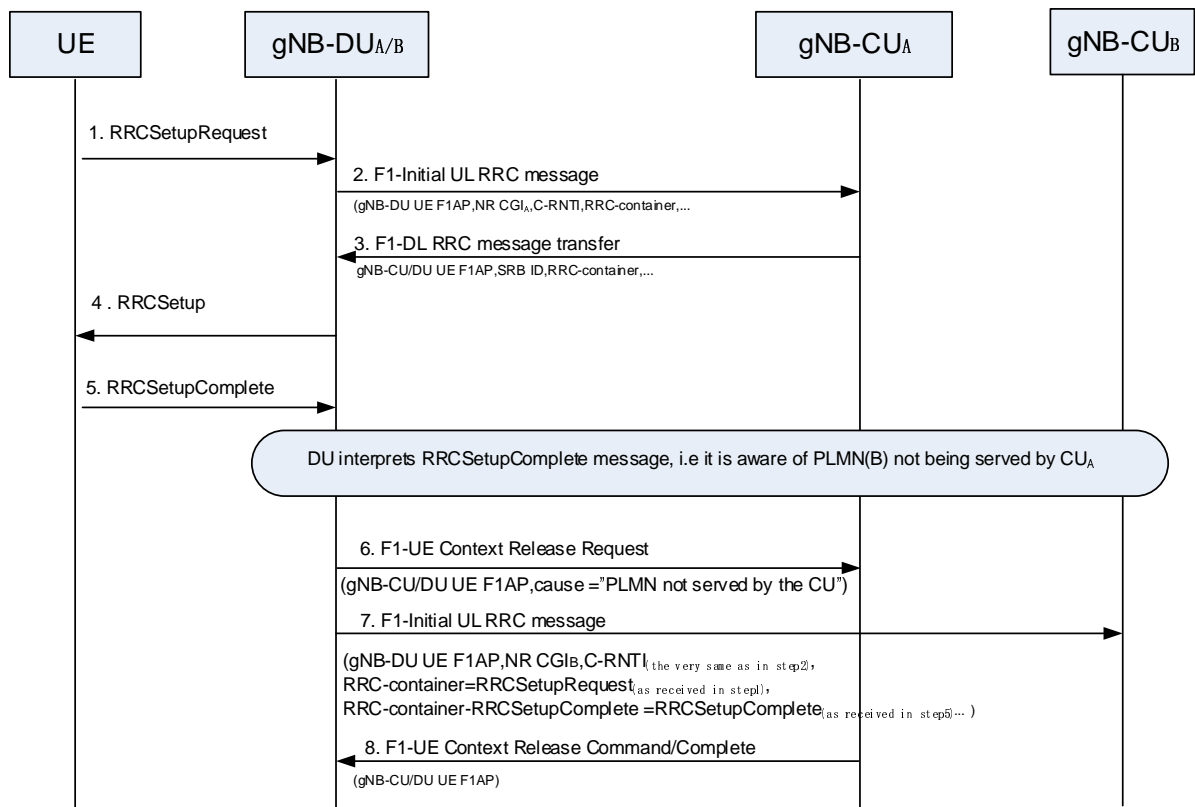 UE
gNB-DUA/B
gNB-CUA
gNB-CUB
1. RRCSetupRequest
2. F1-Initial UL RRC message
(gNB-DU UE F1AP,NR CGIA,C-RNTI,RRC-container,...
3. F1-DL RRC message transfer
gNB-CU/DU UE F1AP,SRB ID,RRC-container,...
4 . RRCSetup
5. RRCSetupComplete
DU interprets RRCSetupComplete message, i.e it is aware of PLMN(B) not being served by CUA
6. F1-UE Context Release Request
(gNB-CU/DU UE F1AP,cause =”PLMN not served by the CU”)
7. F1-Initial UL RRC message
(gNB-DU UE F1AP,NR CGIB,C-RNTI(the very same as in step2),
RRC-container=RRCSetupRequest(as received in step1),
RRC-container-RRCSetupComplete =RRCSetupComplete(as received in step5)… )
8. F1-UE Context Release Command/Complete
(gNB-CU/DU UE F1AP)